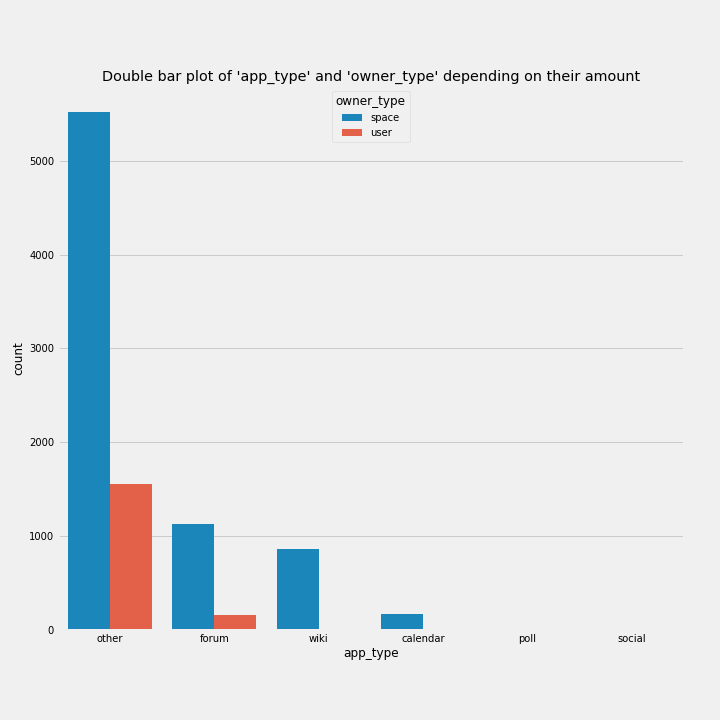 Double bar plot of 'app_type' and 'owner_type' depending on their amount
owner_type
space
user
5000
4000
3000
2000
1000
0
count
other forum wiki calendar poll social
app_type